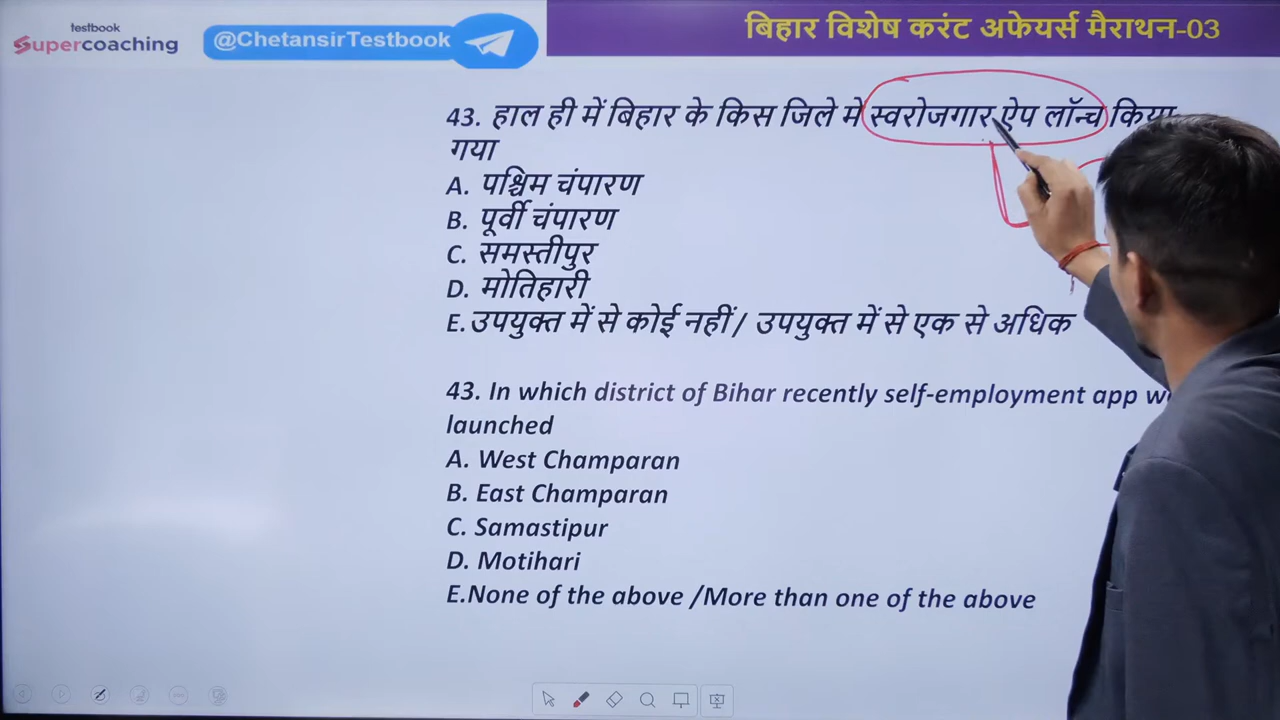 testbook
Supercoaching
@ChetansirTestbook
बिहार विशेष करंट अफेयर्स मैराथन-03
43. हाल ही में बिहार के किस जिले में स्वरोजगार ऐप लॉन्च किया
गया
A. पश्चिम चंपारण
B. पूर्वी चंपारण
C. समस्तीपुर
D. मोतिहारी
E. उपयुक्त में से कोई नहीं/ उपयुक्त में से एक से अधिक
43. In which district of Bihar recently self-employment app
launched
A. West Champaran
B. East Champaran
C. Samastipur
D. Motihari
E.None of the above /More than one of the above